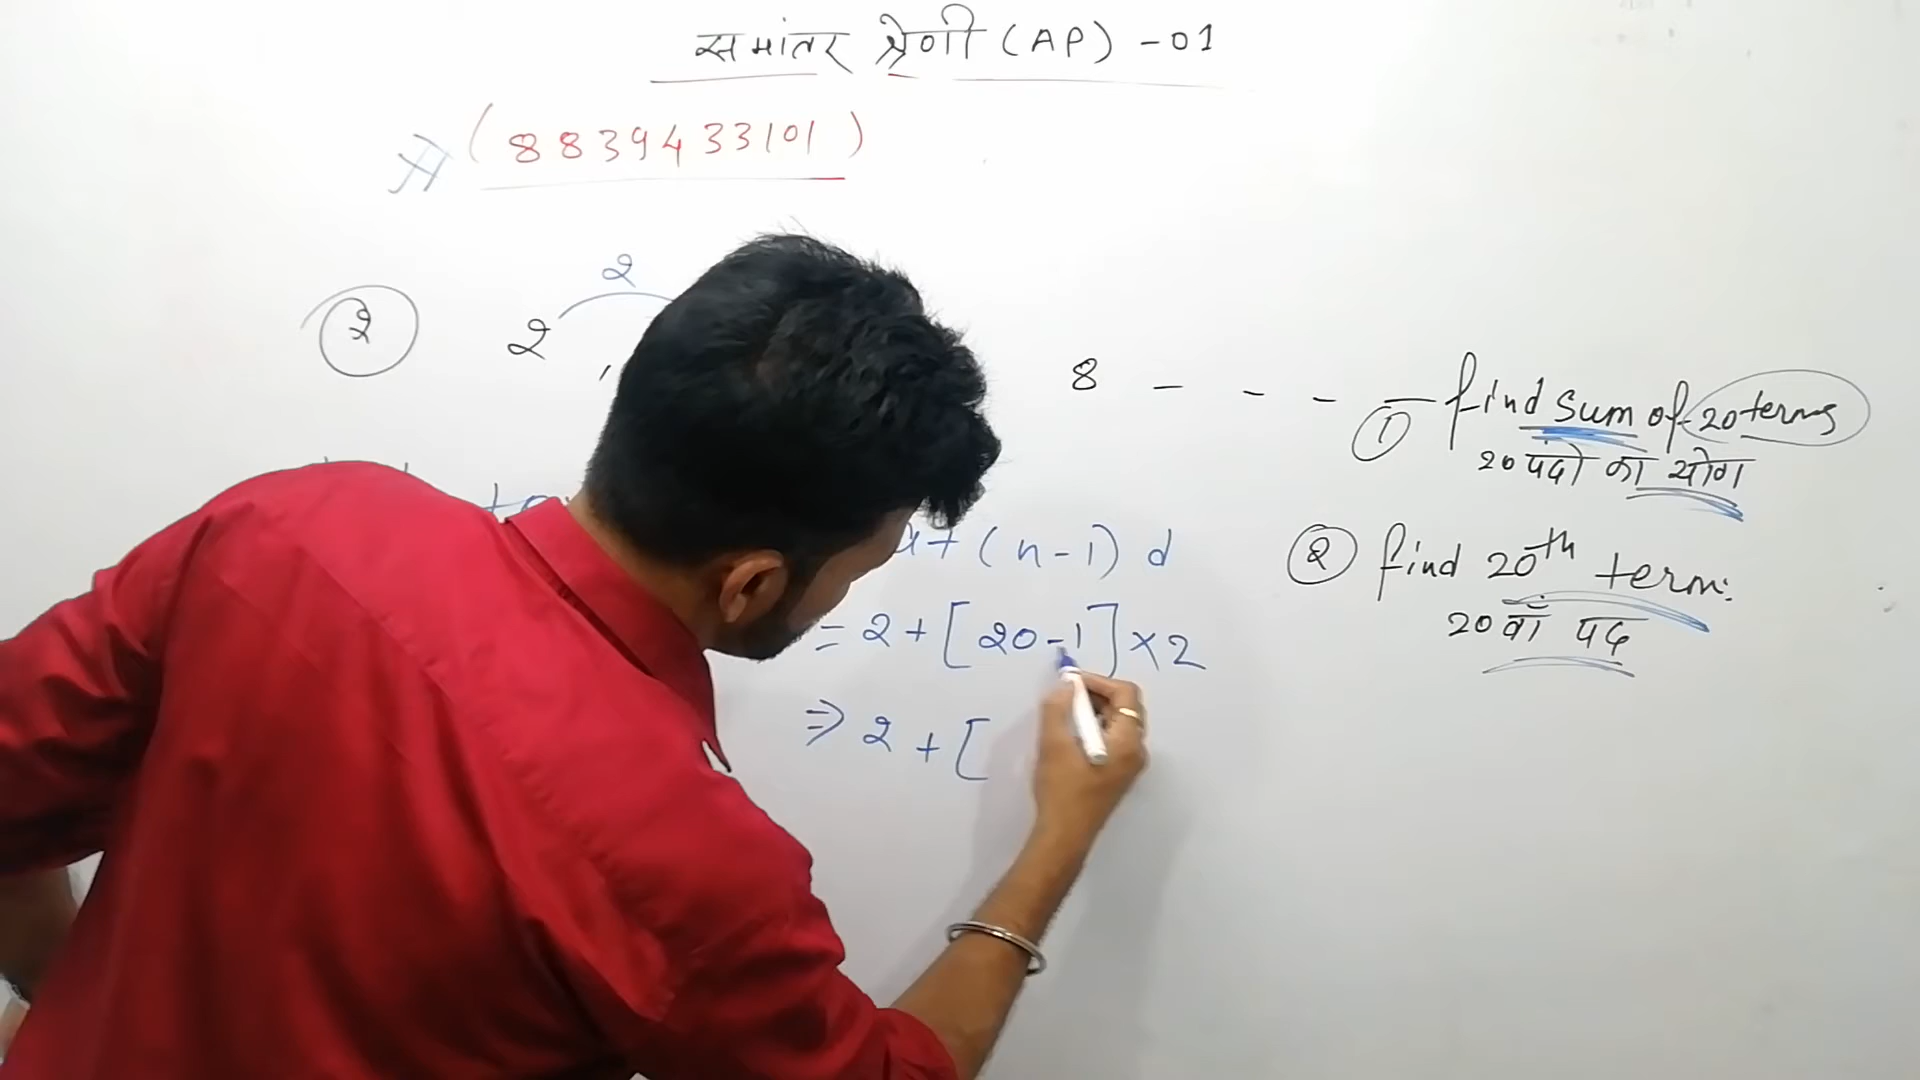 समांतर श्रेणी (AP) -01
(8839433101)
2
2 , 8 - - - -
① find sum of 20 terms
20 पदो का योग
② find 20th term:
20 वाँ पद
a+ (n-1) d
= 2 + [20-1] × 2
⇒ 2 + [